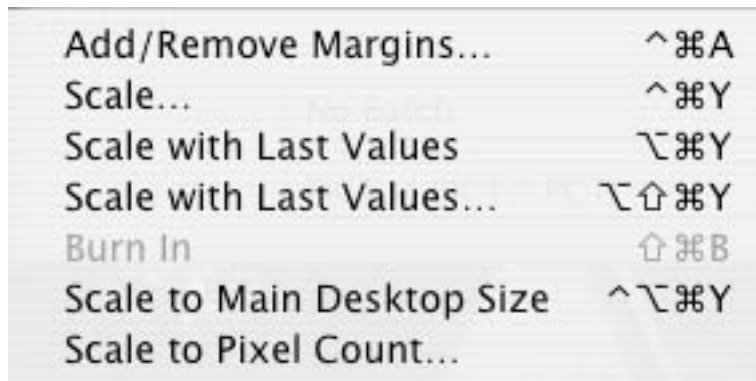 Add/Remove Margins... ^⌘A
Scale... ^⌘Y
Scale with Last Values ⌥⌘Y
Scale with Last Values... ⌥⇧⌘Y
Burn In ⇧⌘B
Scale to Main Desktop Size ^⌥⌘Y
Scale to Pixel Count...